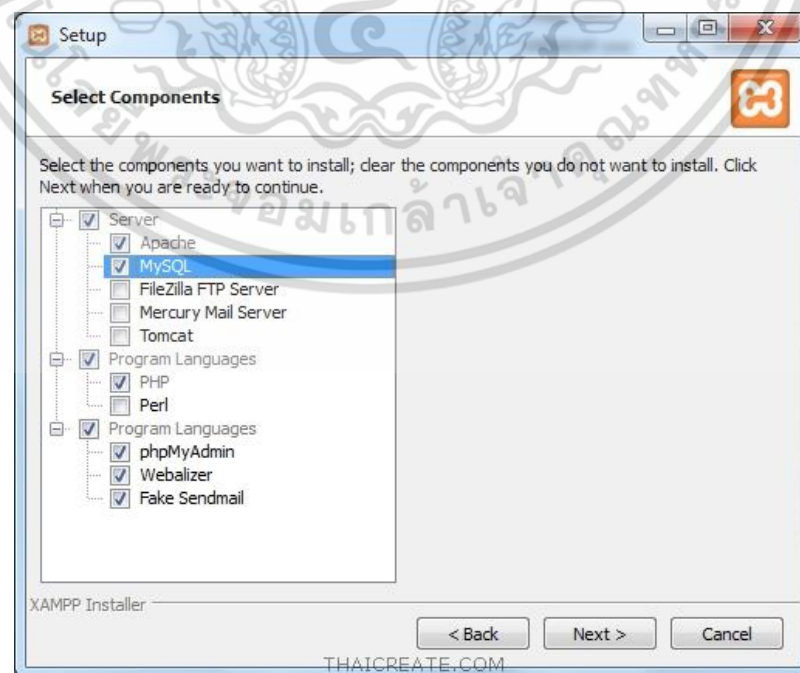 Setup
Select Components
Select the components you want to install; clear the components you do not want to install. Click
Next when you are ready to continue.
Server
Apache
MySQL
FileZilla FTP Server
Mercury Mail Server
Tomcat
Program Languages
PHP
Perl
Program Languages
phpMyAdmin
Webalizer
Fake Sendmail
XAMPP Installer
< Back
Next >
Cancel
THAICREATE.COM